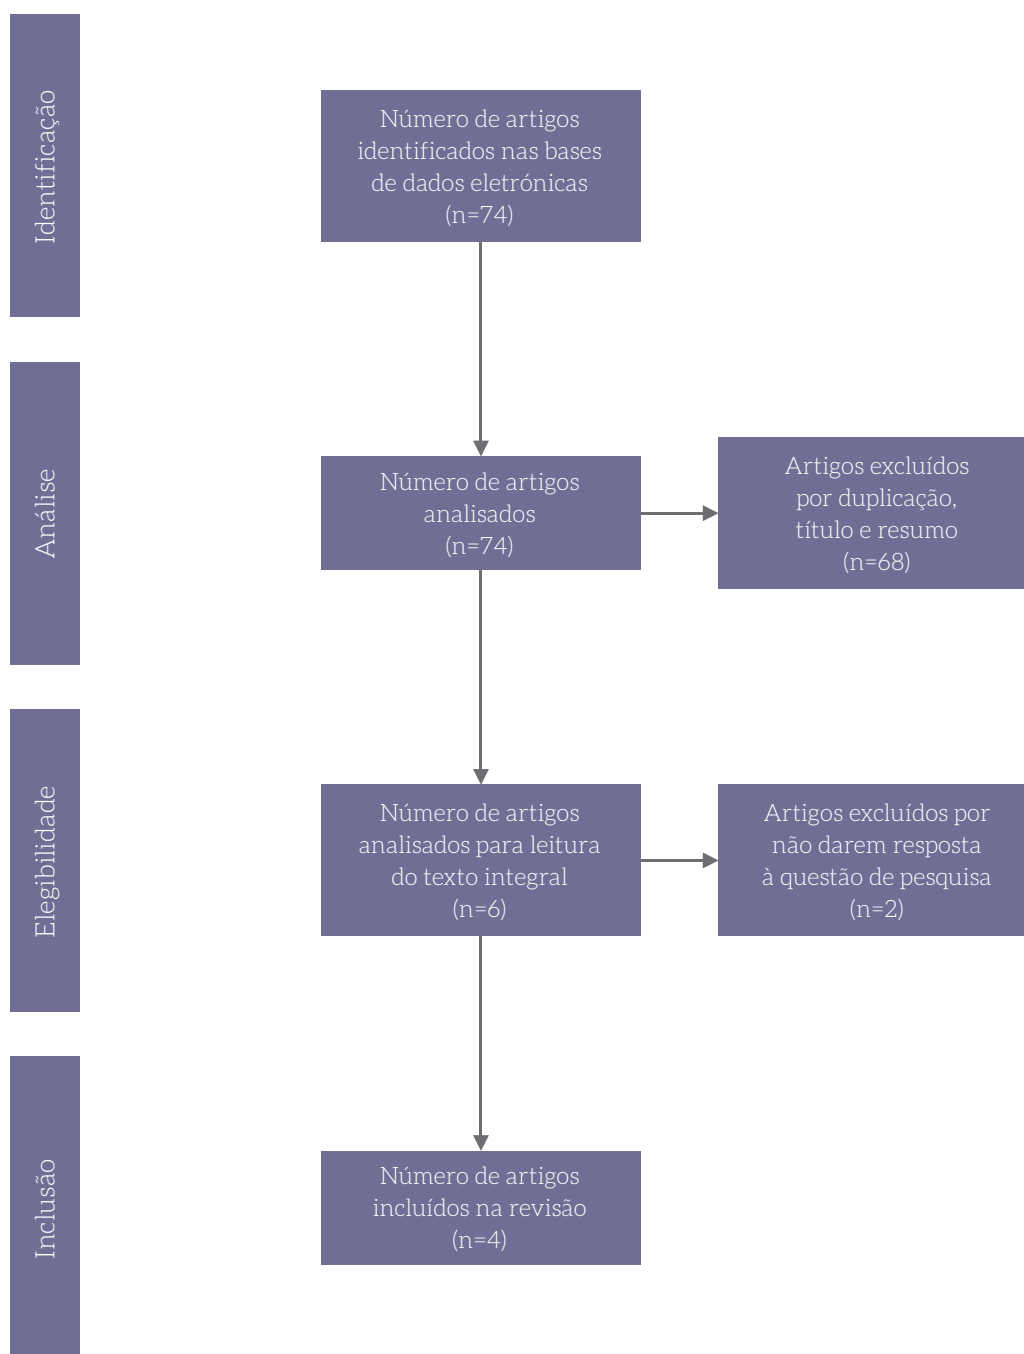 Identificação
Número de artigos
identificados nas bases
de dados eletrónicas
(n=74)
Análise
Número de artigos
analisados
(n=74)
Artigos excluídos
por duplicação,
título e resumo
(n=68)
Elegibilidade
Número de artigos
analisados para leitura
do texto integral
(n=6)
Artigos excluídos por
não darem resposta
à questão de pesquisa
(n=2)
Inclusão
Número de artigos
incluídos na revisão
(n=4)